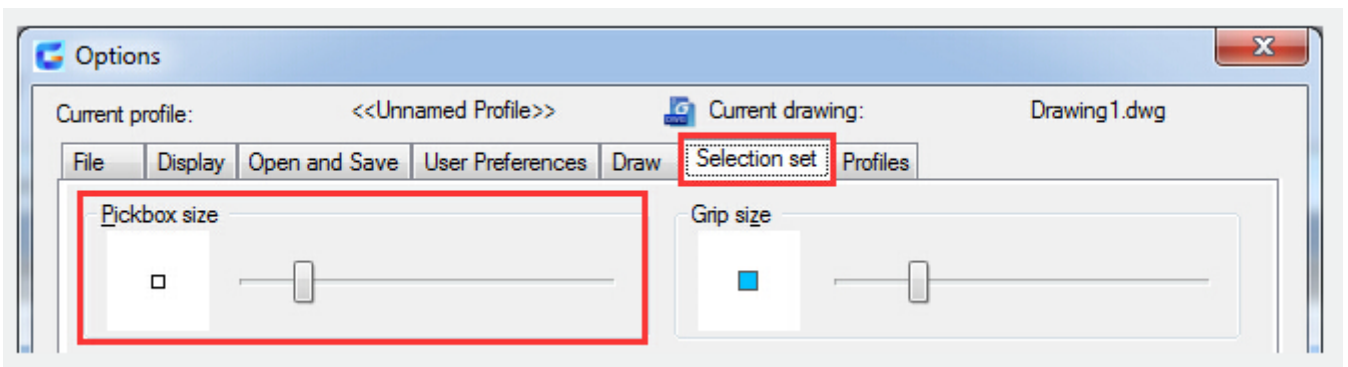 Options
Current profile: <<Unnamed Profile>> Current drawing: Drawing1.dwg
File Display Open and Save User Preferences Draw Selection set Profiles
Pickbox size Grip size